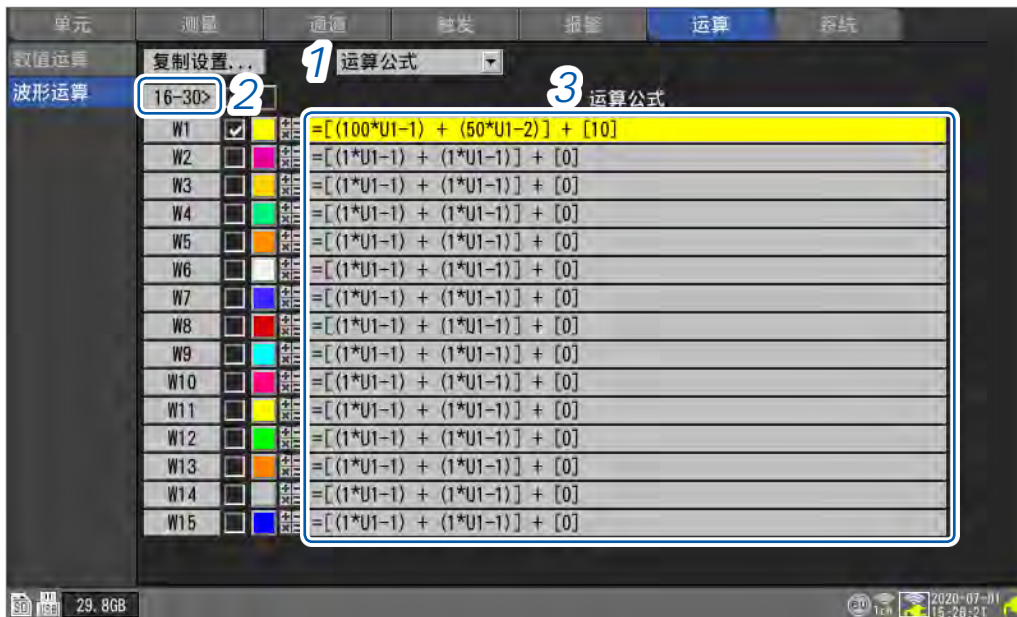 单元 测量 通道 触发 报警 运算 系统
数值运算 复制设置... 1 运算公式
波形运算 16-30> 2 3 运算公式
W1 =[(100*U1-1) + (50*U1-2)] + [10]
W2 =[(1*U1-1) + (1*U1-1)] + [0]
W3 =[(1*U1-1) + (1*U1-1)] + [0]
W4 =[(1*U1-1) + (1*U1-1)] + [0]
W5 =[(1*U1-1) + (1*U1-1)] + [0]
W6 =[(1*U1-1) + (1*U1-1)] + [0]
W7 =[(1*U1-1) + (1*U1-1)] + [0]
W8 =[(1*U1-1) + (1*U1-1)] + [0]
W9 =[(1*U1-1) + (1*U1-1)] + [0]
W10 =[(1*U1-1) + (1*U1-1)] + [0]
W11 =[(1*U1-1) + (1*U1-1)] + [0]
W12 =[(1*U1-1) + (1*U1-1)] + [0]
W13 =[(1*U1-1) + (1*U1-1)] + [0]
W14 =[(1*U1-1) + (1*U1-1)] + [0]
W15 =[(1*U1-1) + (1*U1-1)] + [0]
SD USB 29.8GB 1ch 2020-07-01
15-28-21